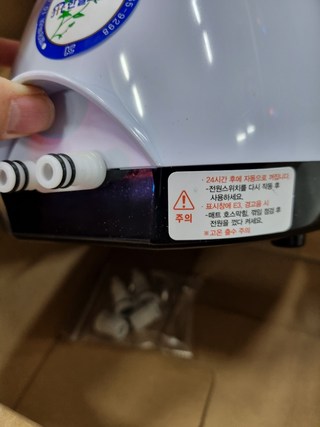 65-9298
주의
- 24시간 후에 자동으로 꺼집니다.
-전원스위치를 다시 작동 후
사용하세요.
- 표시창에 E3, 경고음 시
-매트 호스막힘, 꺾임 점검 후
전원을 껐다 켜세요.
※고온 출수 주의